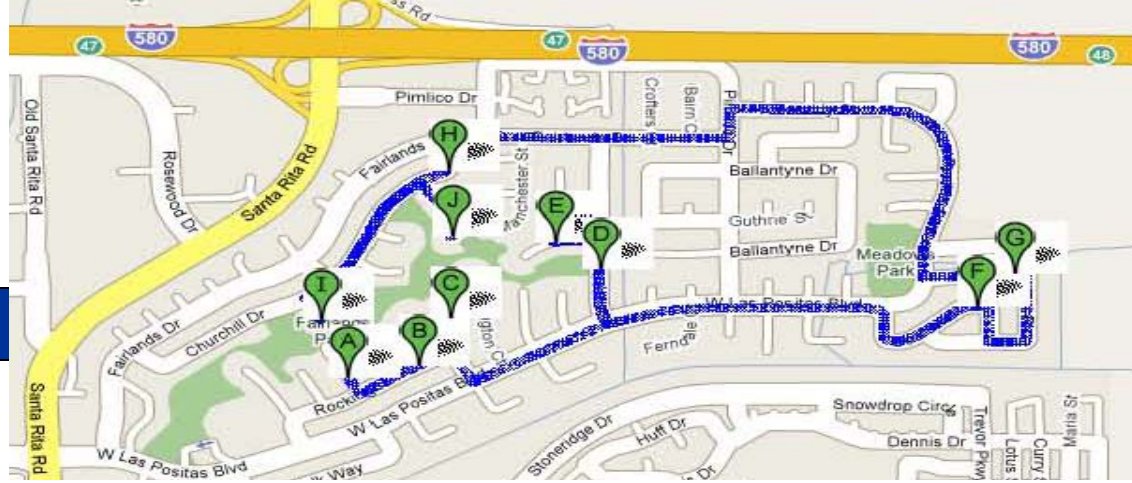 ss Rd
47
580
47
580
580
48
Pimlico Dr
Crofters
Bairn C
Old Santa Rita Rd
Rosewood Dr
Santa Rita Rd
Fairlands
H
J
E
D
Ballantyne Dr
Guthrie St
Ballantyne Dr
Meadows
Park
G
F
I
C
B
A
W Las Positas Blvd
Fairlands Dr
Churchill Dr
W Las Positas Blvd
Santa Rita Rd
W Las Positas Blvd
Stoneridge Dr
Huff Dr
s Dr
Snowdrop Circ
Dennis Dr
Trevor Pkwy
Lotus
Curry
Maria St